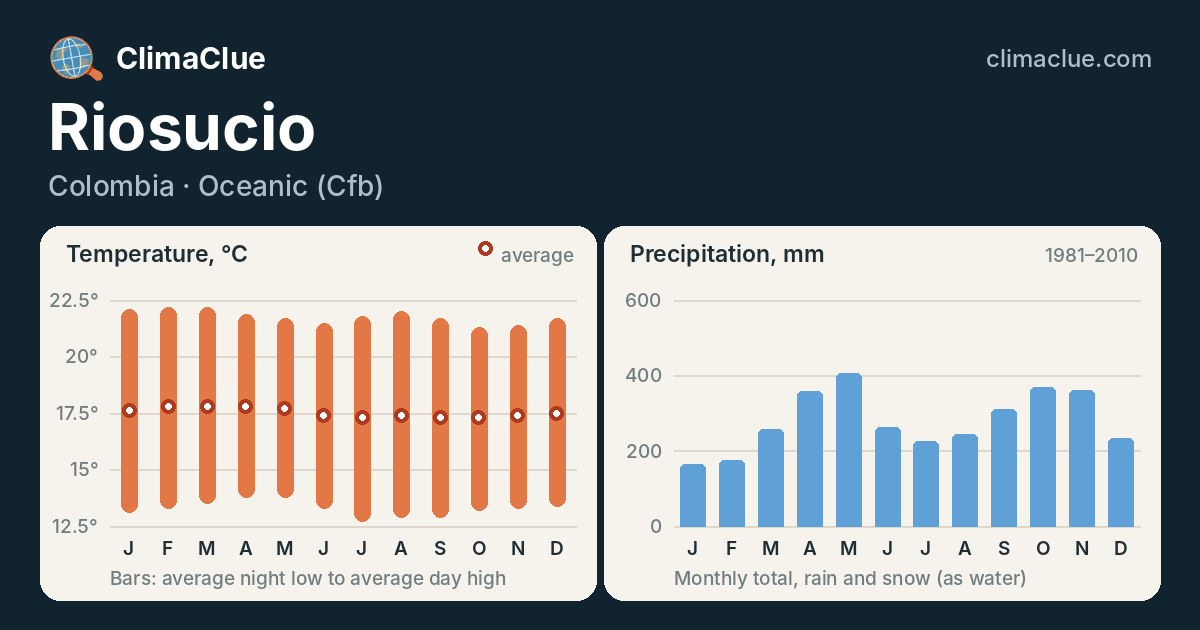 ClimaClue
climaclue.com
Riosucio
Colombia · Oceanic (Cfb)
Temperature, °C
average
22.5°
20°
17.5°
15°
12.5°
J F M A M J J A S O N D
Bars: average night low to average day high
Precipitation, mm
1981–2010
600
400
200
0
J F M A M J J A S O N D
Monthly total, rain and snow (as water)